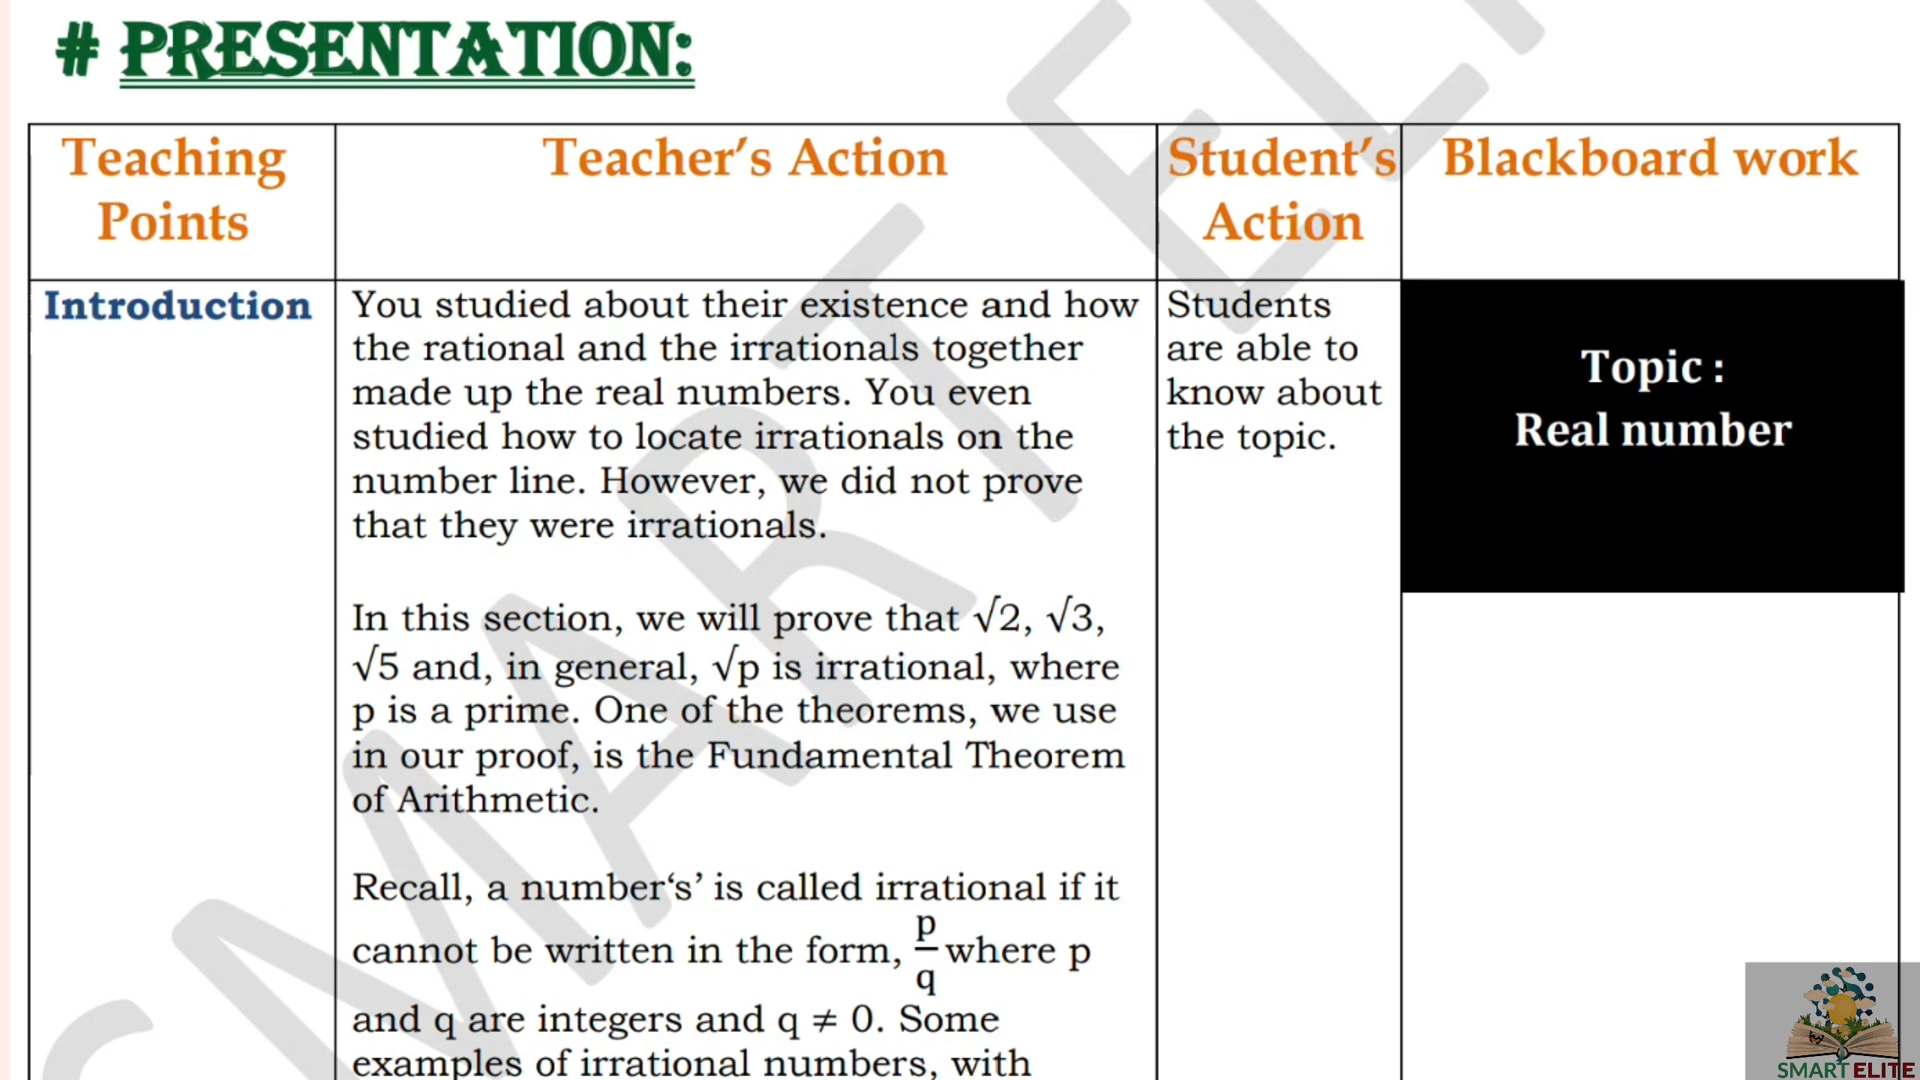 # PRESENTATION:
Teaching
Points
Teacher’s Action
Student’s
Action
Blackboard work
Introduction
You studied about their existence and how
the rational and the irrationals together
made up the real numbers. You even
studied how to locate irrationals on the
number line. However, we did not prove
that they were irrationals.
In this section, we will prove that √2, √3,
√5 and, in general, √p is irrational, where
p is a prime. One of the theorems, we use
in our proof, is the Fundamental Theorem
of Arithmetic.
Recall, a number‘s’ is called irrational if it
cannot be written in the form, p/q where p
and q are integers and q ≠ 0. Some
examples of irrational numbers, with
Students
are able to
know about
the topic.
Topic :
Real number
SMART ELITE
SMART ELI